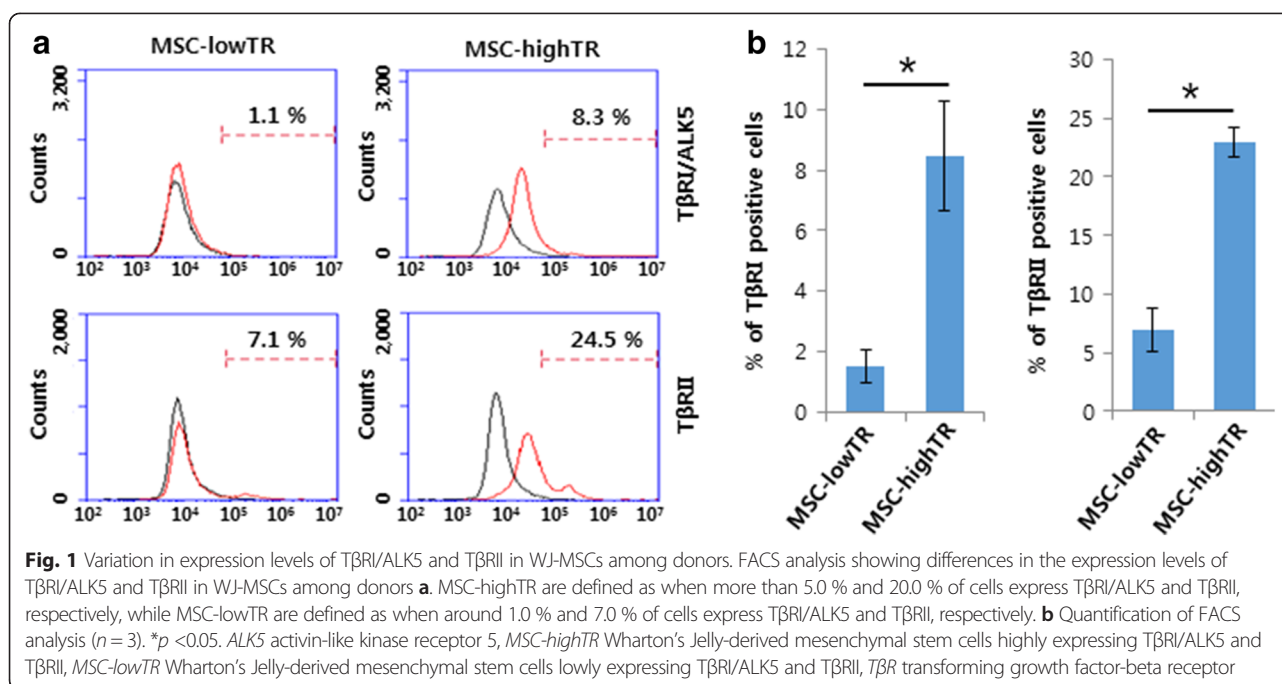 a
MSC-lowTR
MSC-highTR
3,200
Counts
0
1.1 %
10² 10³ 10⁴ 10⁵ 10⁶ 10⁷
3,200
Counts
0
8.3 %
10² 10³ 10⁴ 10⁵ 10⁶ 10⁷
TβRI/ALK5
2,000
Counts
0
7.1 %
10² 10³ 10⁴ 10⁵ 10⁶ 10⁷
2,000
Counts
0
24.5 %
10² 10³ 10⁴ 10⁵ 10⁶ 10⁷
TβRII
b
% of TβRI positive cells
12
10
8
6
4
2
0
*
MSC-lowTR
MSC-highTR
% of TβRII positive cells
30
25
20
15
10
5
0
*
MSC-lowTR
MSC-highTR
Fig. 1 Variation in expression levels of TβRI/ALK5 and TβRII in WJ-MSCs among donors. FACS analysis showing differences in the expression levels of
TβRI/ALK5 and TβRII in WJ-MSCs among donors a. MSC-highTR are defined as when more than 5.0 % and 20.0 % of cells express TβRI/ALK5 and TβRII,
respectively, while MSC-lowTR are defined as when around 1.0 % and 7.0 % of cells express TβRI/ALK5 and TβRII, respectively. b Quantification of FACS
analysis (n = 3). *p <0.05. ALK5 activin-like kinase receptor 5, MSC-highTR Wharton's Jelly-derived mesenchymal stem cells highly expressing TβRI/ALK5 and
TβRII, MSC-lowTR Wharton's Jelly-derived mesenchymal stem cells lowly expressing TβRI/ALK5 and TβRII, TβR transforming growth factor-beta receptor